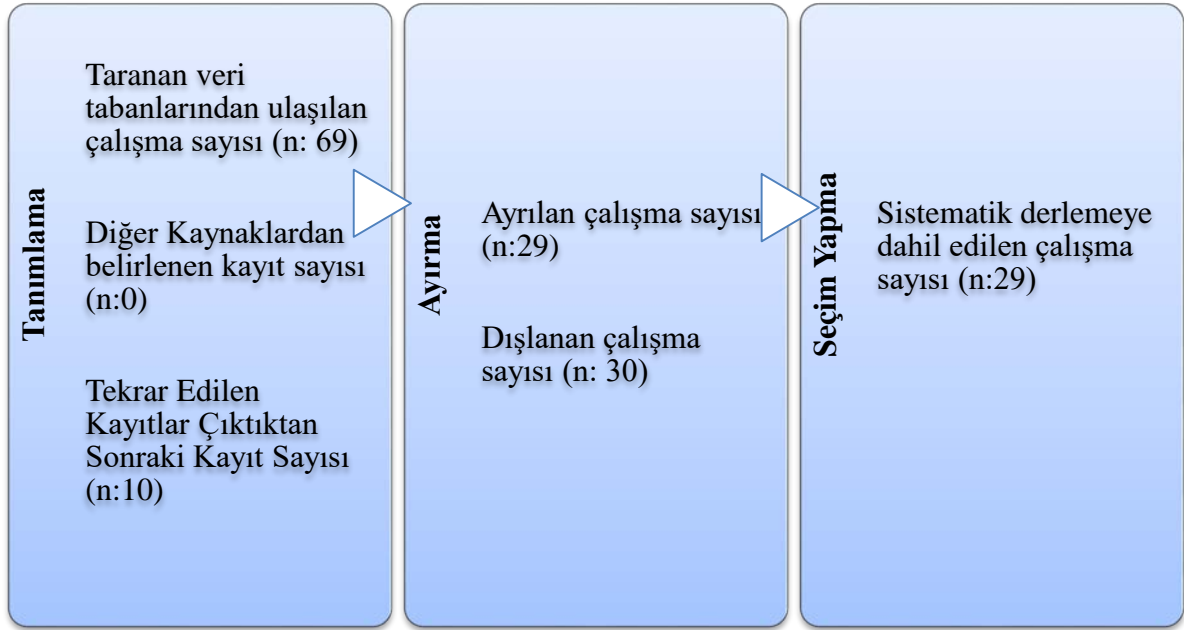 Tanımlama
Taranan veri
tabanlarından ulaşılan
çalışma sayısı (n: 69)
Diğer Kaynaklardan
belirlenen kayıt sayısı
(n:0)
Tekrar Edilen
Kayıtlar Çıktıktan
Sonraki Kayıt Sayısı
(n:10)
Ayırma
Ayrılan çalışma sayısı
(n:29)
Dışlanan çalışma
sayısı (n: 30)
Seçim Yapma
Sistematik derlemeye
dahil edilen çalışma
sayısı (n:29)